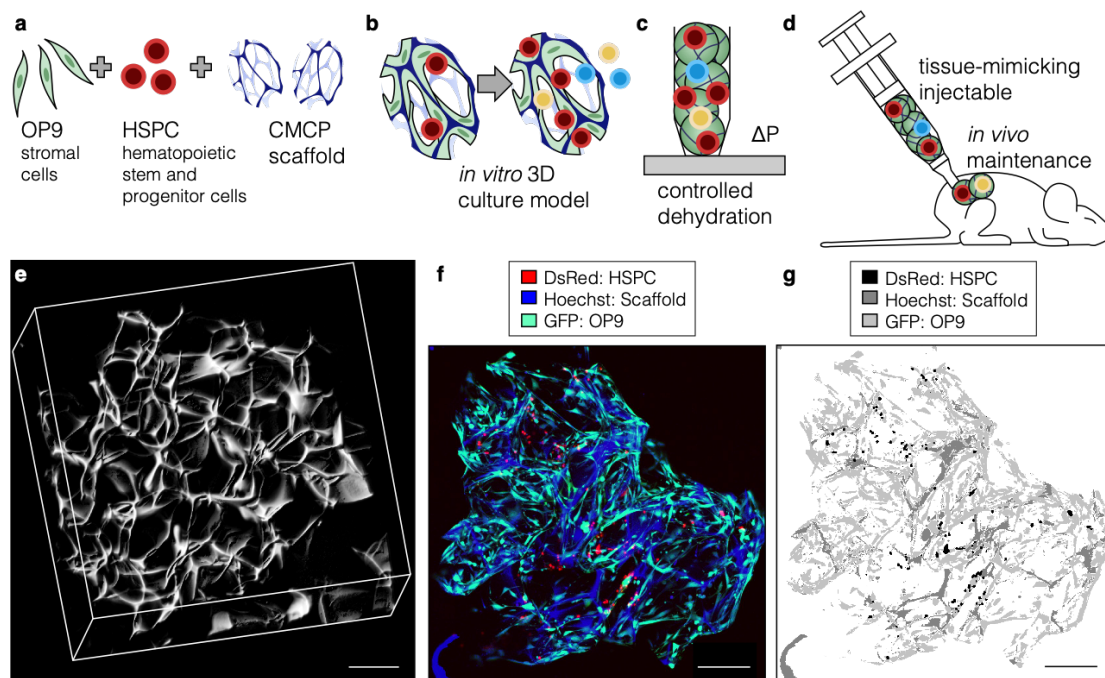 a
OP9
stromal
cells
HSPC
hematopoietic
stem and
progenitor cells
CMCP
scaffold
b
in vitro 3D
culture model
c
ΔP
controlled
dehydration
d
tissue-mimicking
injectable
in vivo
maintenance
e
f
DsRed: HSPC
Hoechst: Scaffold
GFP: OP9
g
DsRed: HSPC
Hoechst: Scaffold
GFP: OP9